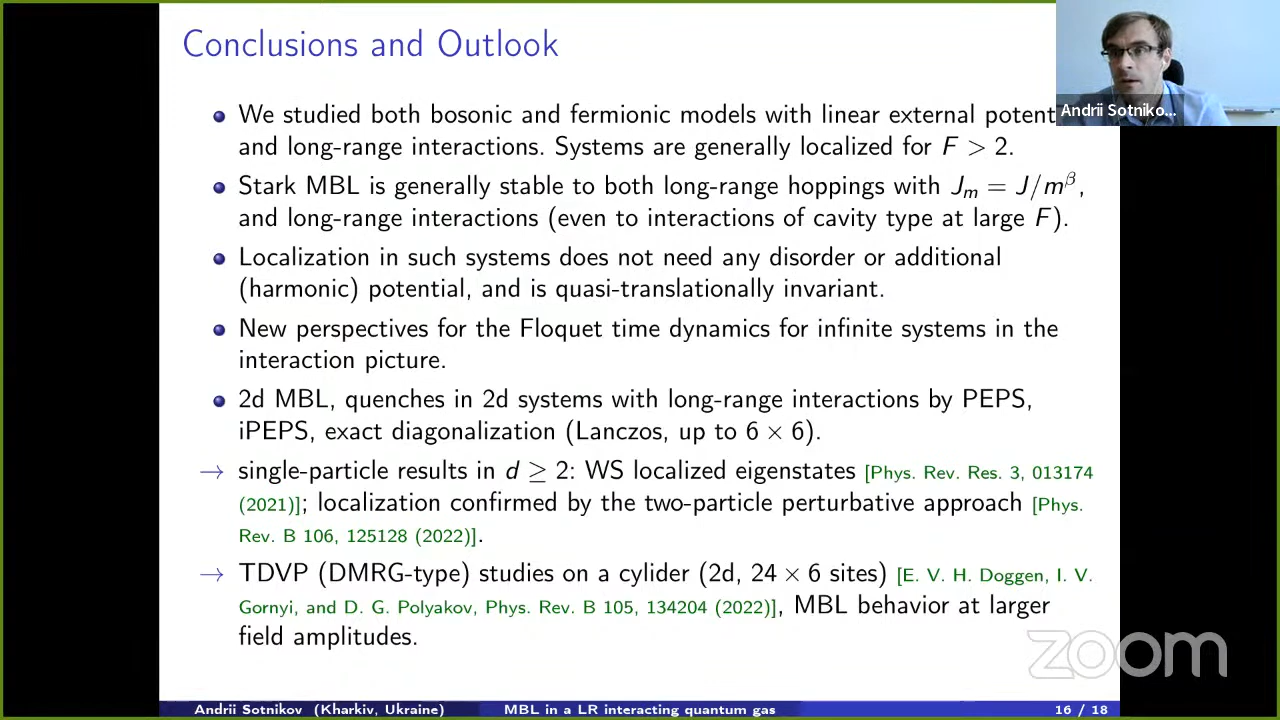 Conclusions and Outlook
Andrii Sotniko...
We studied both bosonic and fermionic models with linear external potent
and long-range interactions. Systems are generally localized for F > 2.
Stark MBL is generally stable to both long-range hoppings with J_m = J/m^β,
and long-range interactions (even to interactions of cavity type at large F).
Localization in such systems does not need any disorder or additional
(harmonic) potential, and is quasi-translationally invariant.
New perspectives for the Floquet time dynamics for infinite systems in the
interaction picture.
2d MBL, quenches in 2d systems with long-range interactions by PEPS,
iPEPS, exact diagonalization (Lanczos, up to 6 × 6).
→ single-particle results in d ≥ 2: WS localized eigenstates [Phys. Rev. Res. 3, 013174
(2021)]; localization confirmed by the two-particle perturbative approach [Phys.
Rev. B 106, 125128 (2022)].
→ TDVP (DMRG-type) studies on a cylider (2d, 24 × 6 sites) [E. V. H. Doggen, I. V.
Gornyi, and D. G. Polyakov, Phys. Rev. B 105, 134204 (2022)], MBL behavior at larger
field amplitudes.
zoom
Andrii Sotnikov (Kharkiv, Ukraine) MBL in a LR interacting quantum gas 16 / 18